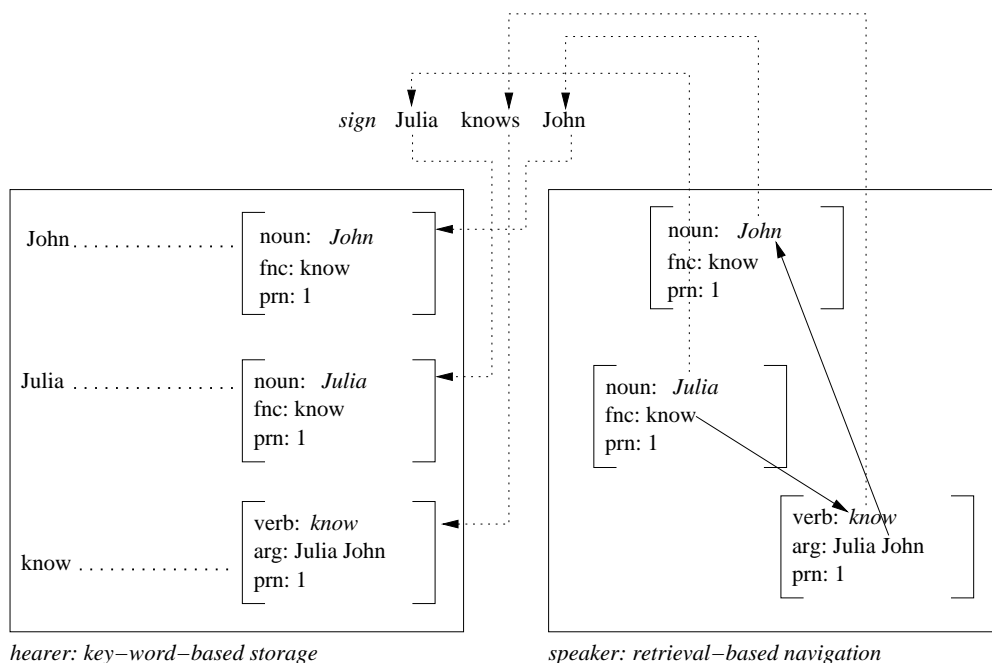 sign Julia knows John
John . . . . . . . . . . . . . .
noun: John
fnc: know
prn: 1
Julia . . . . . . . . . . . . . .
noun: Julia
fnc: know
prn: 1
know . . . . . . . . . . . . . .
verb: know
arg: Julia John
prn: 1
hearer: key−word−based storage
noun: John
fnc: know
prn: 1
noun: Julia
fnc: know
prn: 1
verb: know
arg: Julia John
prn: 1
speaker: retrieval−based navigation